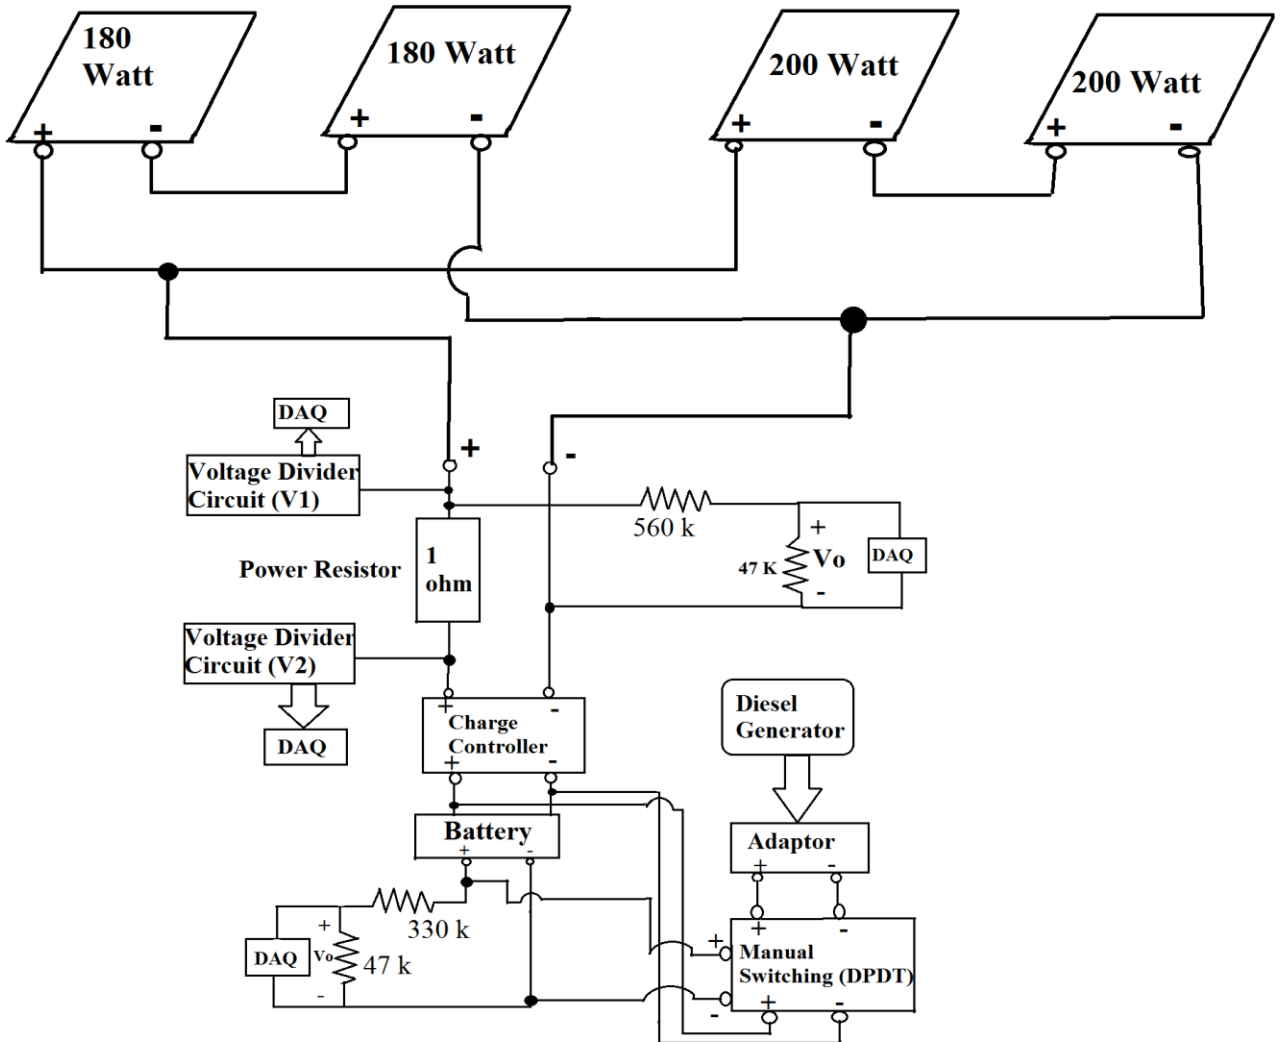 180
Watt
180 Watt
200 Watt
200 Watt
+
-
+
-
+
-
+
-
DAQ
+
-
Voltage Divider
Circuit (V1)
560 k
+
1
ohm
Power Resistor
47 K
Vo
DAQ
-
Voltage Divider
Circuit (V2)
DAQ
+
-
Charge
Controller
+
-
Diesel
Generator
Battery
+
-
Adaptor
+
-
330 k
+
DAQ
Vo
47 k
-
+
-
+
Manual
Switching (DPDT)
+
-
-